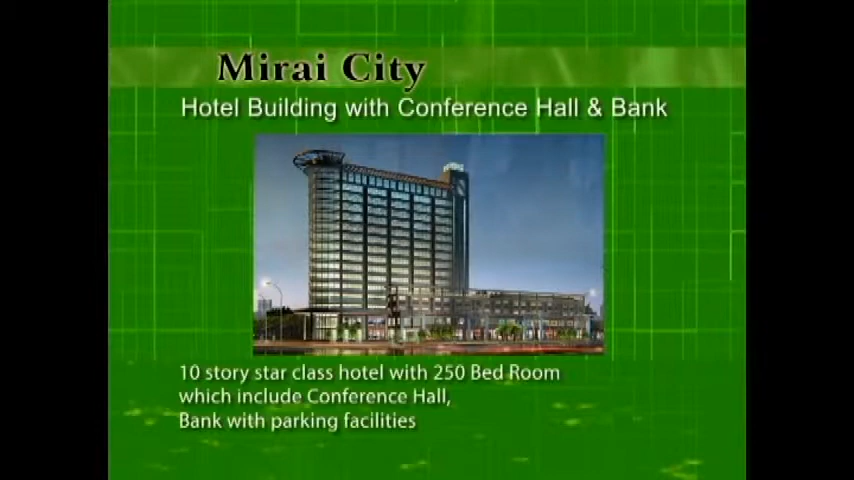 Mirai City
Hotel Building with Conference Hall & Bank
10 story star class hotel with 250 Bed Room
which include Conference Hall,
Bank with parking facilities